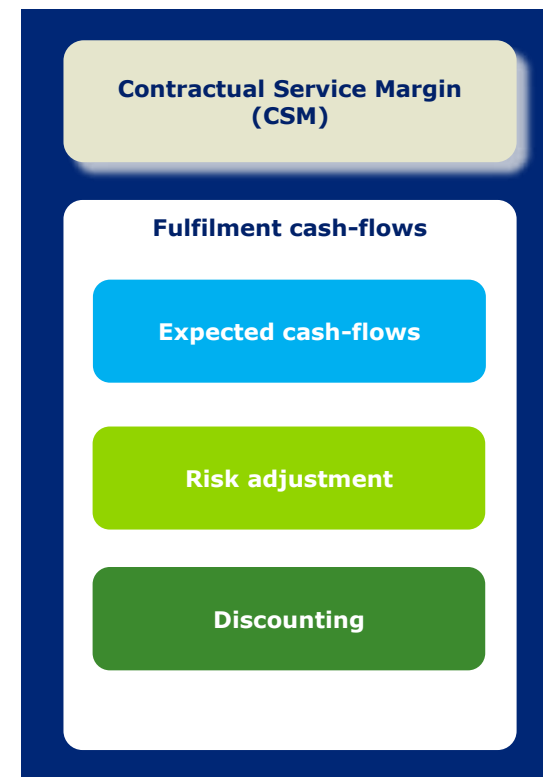 Contractual Service Margin
(CSM)
Fulfilment cash-flows
Expected cash-flows
Risk adjustment
Discounting